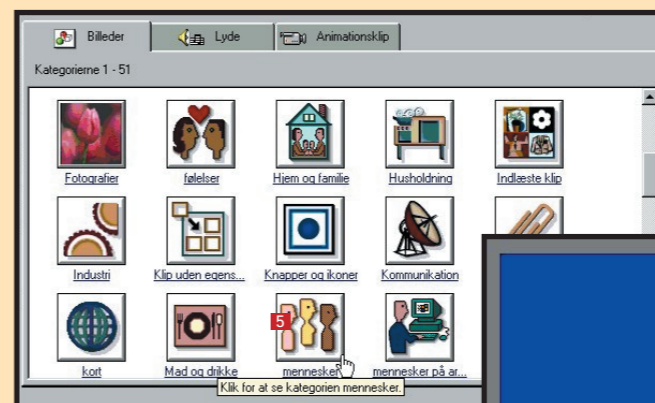 Billeder Lyde Animationsklip
Kategorierne 1 - 51
Fotografier følelser Hjem og familie Husholdning Indlæste klip
Industri Klip uden egens... Knapper og ikoner Kommunikation
5
kort Mad og drikke mennesker mennesker på ar...
Klik for at se kategorien mennesker.